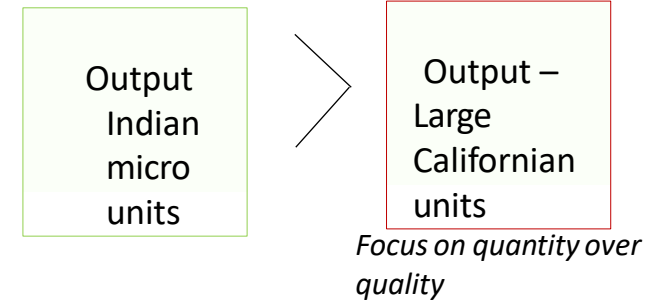 Output
Indian
micro
units
Output –
Large
Californian
units
Focus on quantity over
quality